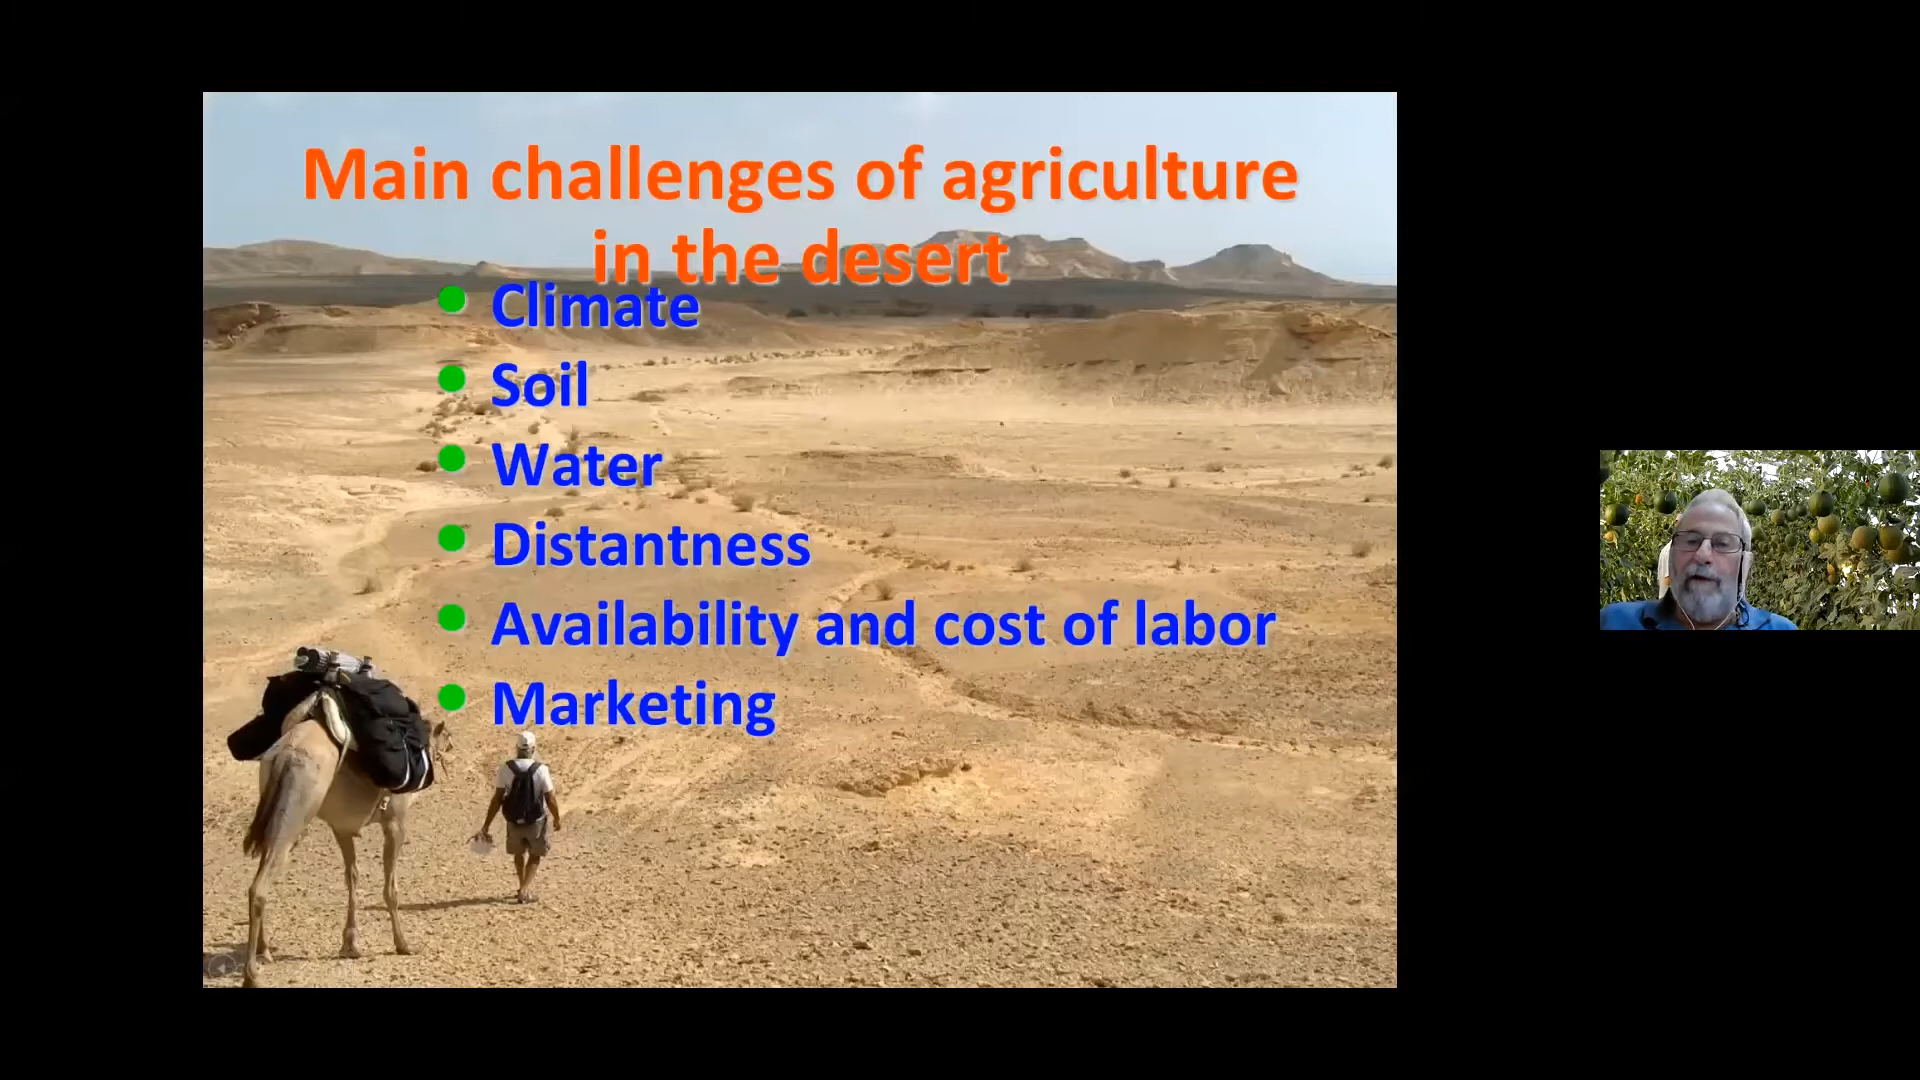 Main challenges of agriculture
in the desert
Climate
Soil
Water
Distantness
Availability and cost of labor
Marketing